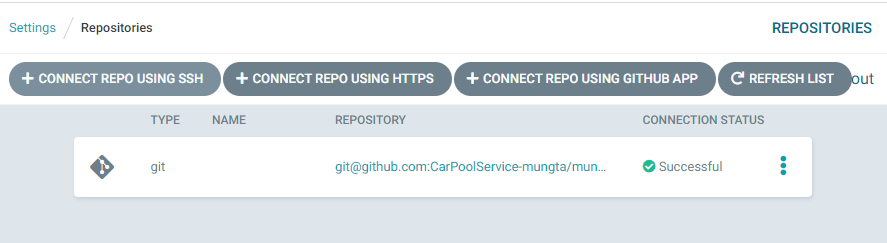 Settings / Repositories REPOSITORIES
+ CONNECT REPO USING SSH + CONNECT REPO USING HTTPS + CONNECT REPO USING GITHUB APP REFRESH LIST out
TYPE NAME REPOSITORY CONNECTION STATUS
git git@github.com:CarPoolService-mungta/mun... Successful